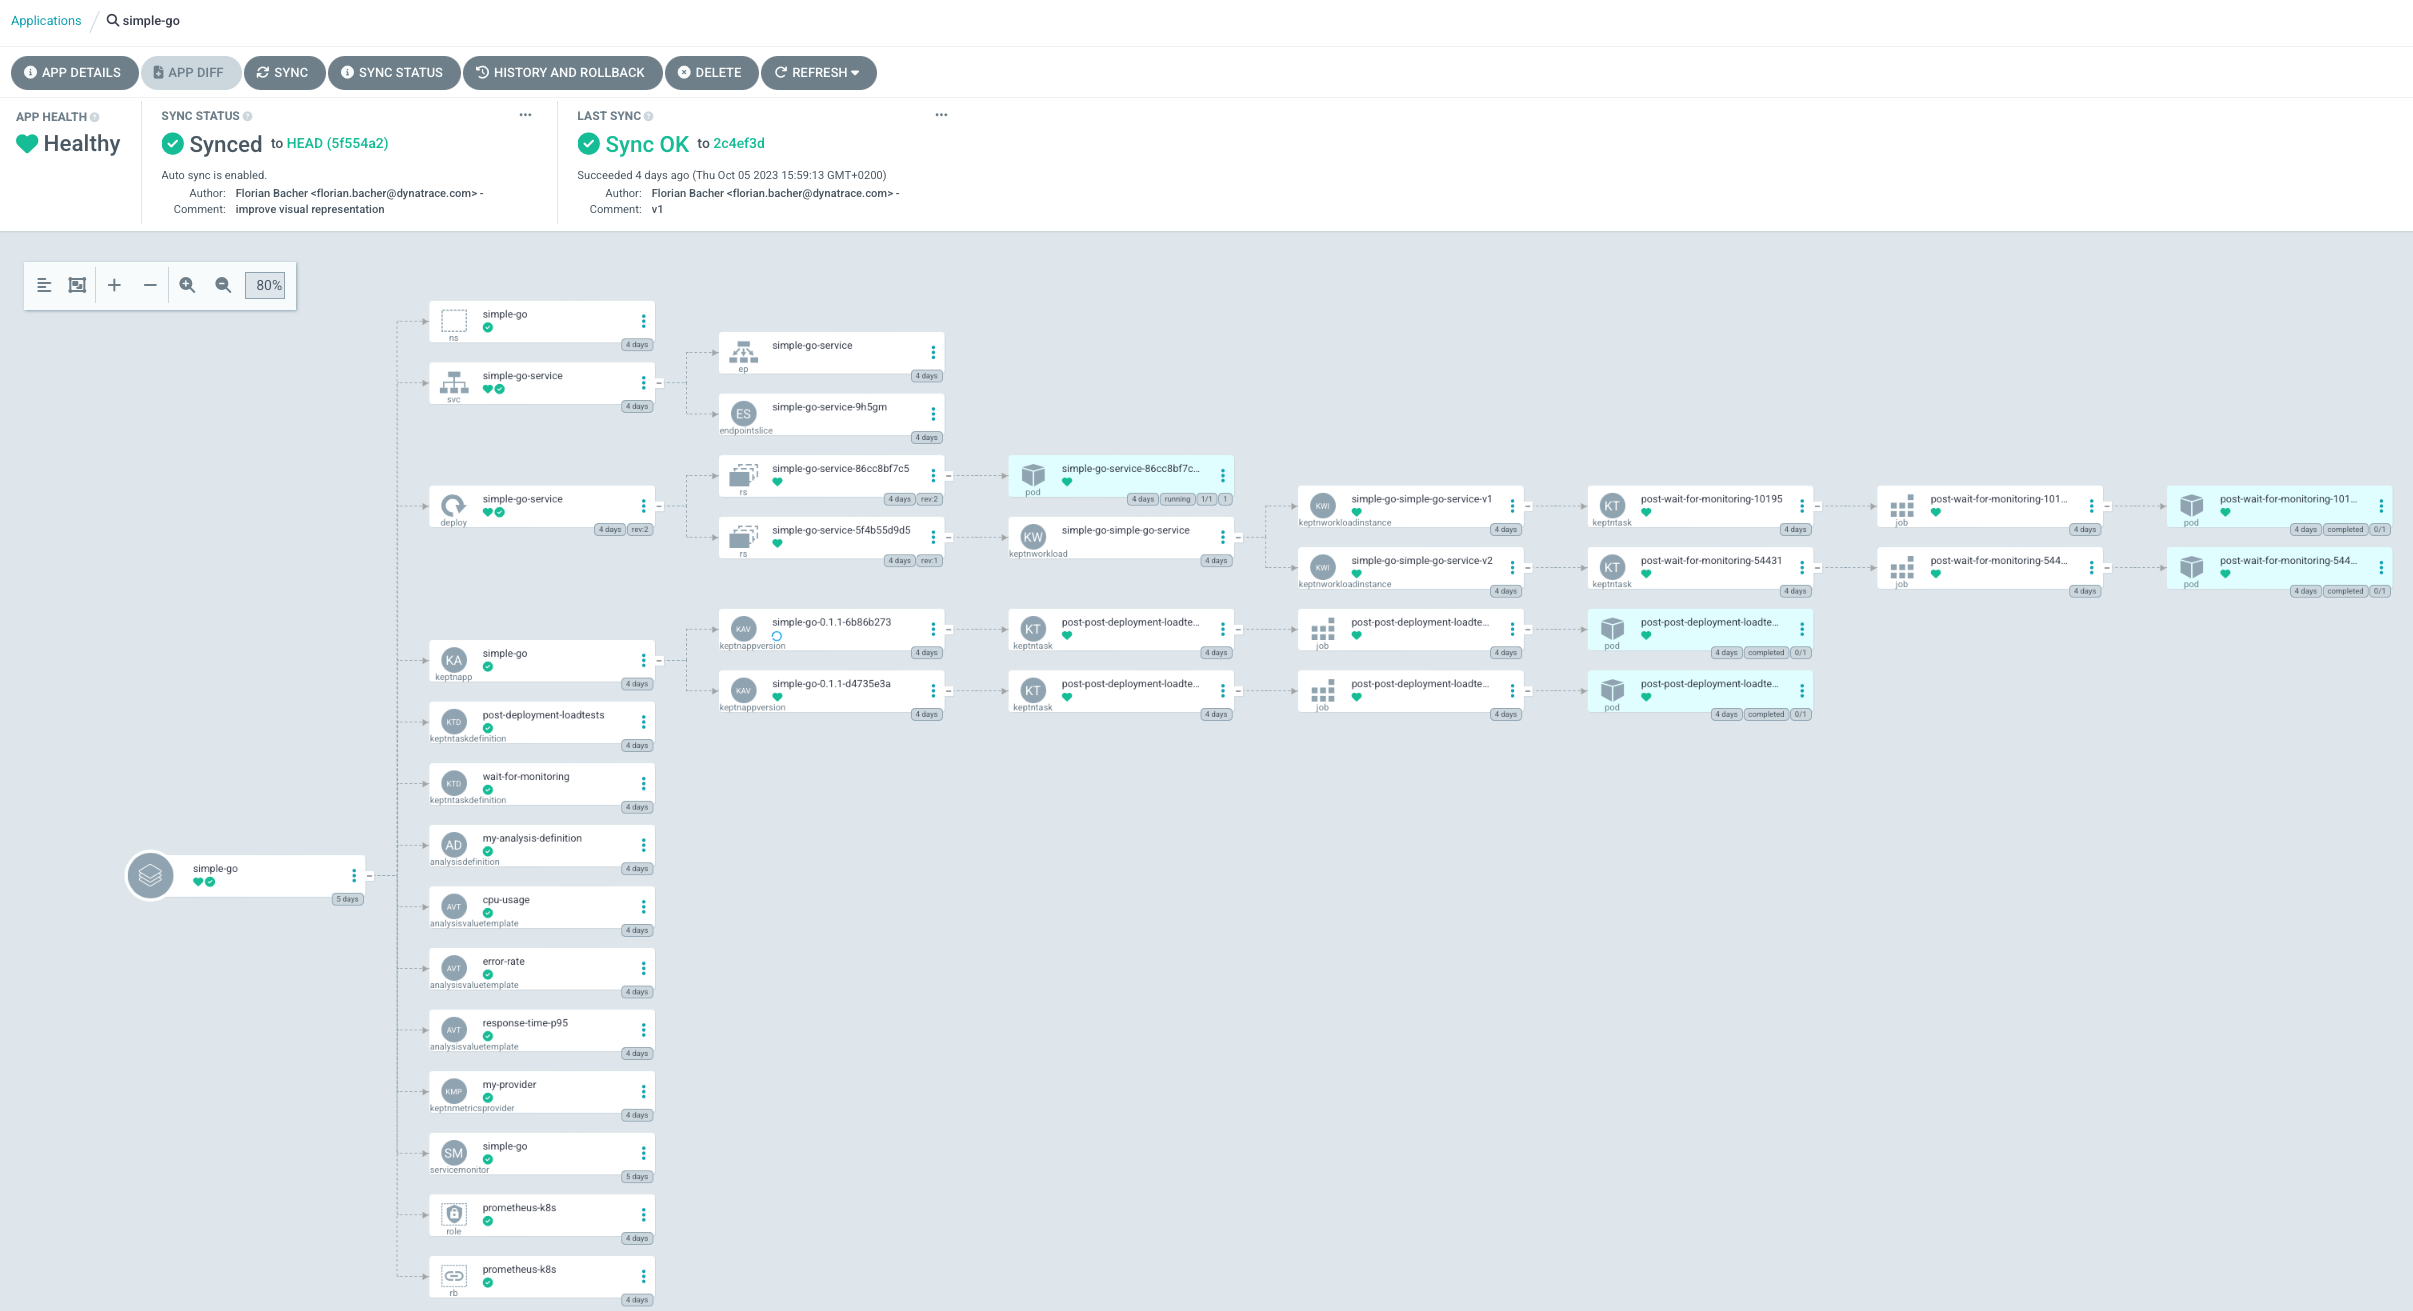 Applications / simple-go
APP DETAILS APP DIFF SYNC SYNC STATUS HISTORY AND ROLLBACK DELETE REFRESH
APP HEALTH
Healthy
SYNC STATUS
Synced to HEAD (5f554a2)
Auto sync is enabled.
Author: Florian Bacher <florian.bacher@dynatrace.com> -
Comment: improve visual representation
LAST SYNC
Sync OK to 2c4ef3d
Succeeded 4 days ago (Thu Oct 05 2023 15:59:13 GMT+0200)
Author: Florian Bacher <florian.bacher@dynatrace.com> -
Comment: v1
80%
simple-go
5 days
simple-go
ns
4 days
simple-go-service
svc
4 days
simple-go-service
ep
4 days
ES
simple-go-service-9h5gm
endpointslice
4 days
simple-go-service
deploy
4 days rev:2
simple-go-service-86cc8bf7c5
rs
4 days rev:2
simple-go-service-86cc8bf7c...
pod
4 days running 1/1 1
simple-go-service-5f4b55d9d5
rs
4 days rev:1
KW
simple-go-simple-go-service
keptnworkload
4 days
KWI
simple-go-simple-go-service-v1
keptnworkloadinstance
4 days
KT
post-wait-for-monitoring-10195
keptntask
4 days
post-wait-for-monitoring-101...
job
4 days
post-wait-for-monitoring-101...
pod
4 days completed 0/1
KWI
simple-go-simple-go-service-v2
keptnworkloadinstance
4 days
KT
post-wait-for-monitoring-54431
keptntask
4 days
post-wait-for-monitoring-544...
job
4 days
post-wait-for-monitoring-544...
pod
4 days completed 0/1
KA
simple-go
keptnapp
4 days
KAV
simple-go-0.1.1-6b86b273
keptnappversion
4 days
KT
post-post-deployment-loadte...
keptntask
4 days
post-post-deployment-loadte...
job
4 days
post-post-deployment-loadte...
pod
4 days completed 0/1
KAV
simple-go-0.1.1-d4735e3a
keptnappversion
4 days
KT
post-post-deployment-loadte...
keptntask
4 days
post-post-deployment-loadte...
job
4 days
post-post-deployment-loadte...
pod
4 days completed 0/1
KTD
post-deployment-loadtests
keptntaskdefinition
4 days
KTD
wait-for-monitoring
keptntaskdefinition
4 days
AD
my-analysis-definition
analysisdefinition
4 days
AVT
cpu-usage
analysisvaluetemplate
4 days
AVT
error-rate
analysisvaluetemplate
4 days
AVT
response-time-p95
analysisvaluetemplate
4 days
KMP
my-provider
keptnmetricsprovider
4 days
SM
simple-go
servicemonitor
5 days
prometheus-k8s
role
4 days
prometheus-k8s
rb
4 days